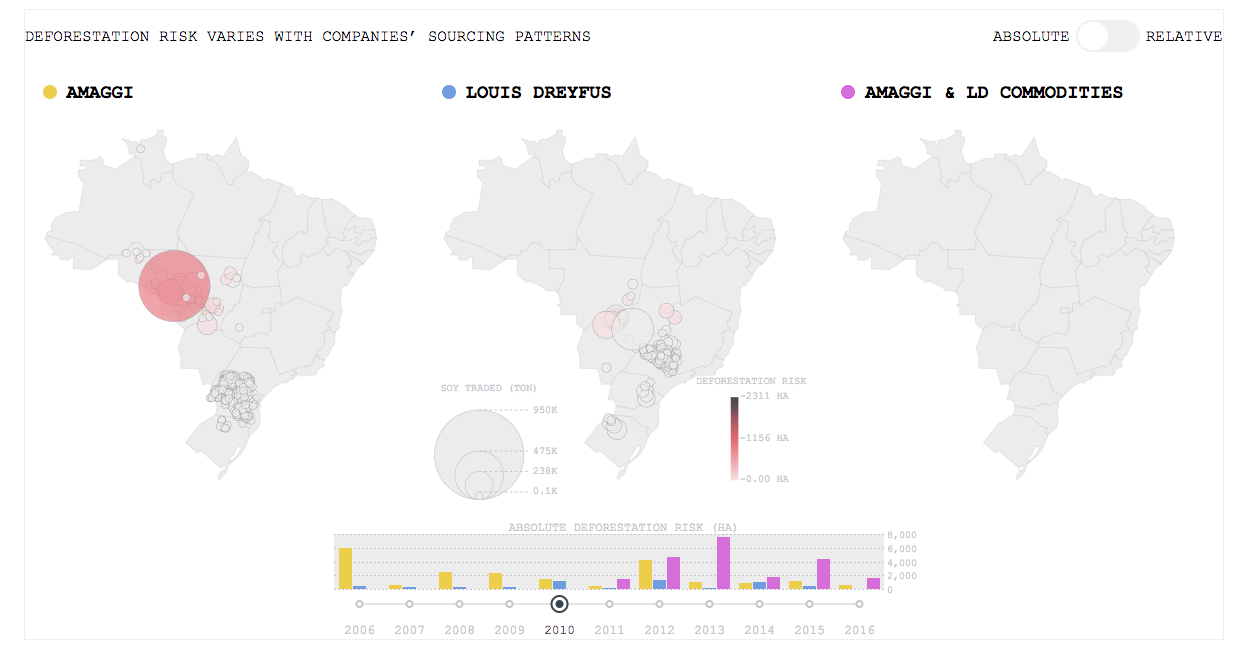 DEFORESTATION RISK VARIES WITH COMPANIES’ SOURCING PATTERNS
ABSOLUTE RELATIVE
AMAGGI
LOUIS DREYFUS
AMAGGI & LD COMMODITIES
SOY TRADED (TON)
950K
475K
238K
0.1K
DEFORESTATION RISK
2311 HA
1156 HA
0.00 HA
ABSOLUTE DEFORESTATION RISK (HA)
8,000
6,000
4,000
2,000
0
2006 2007 2008 2009 2010 2011 2012 2013 2014 2015 2016